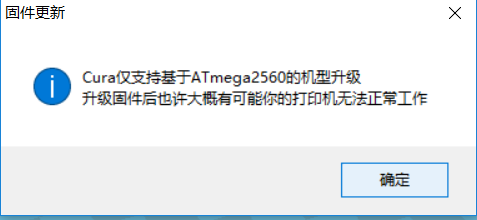 固件更新
Cura仅支持基于ATmega2560的机型升级
升级固件后也许大概有可能你的打印机无法正常工作
确定